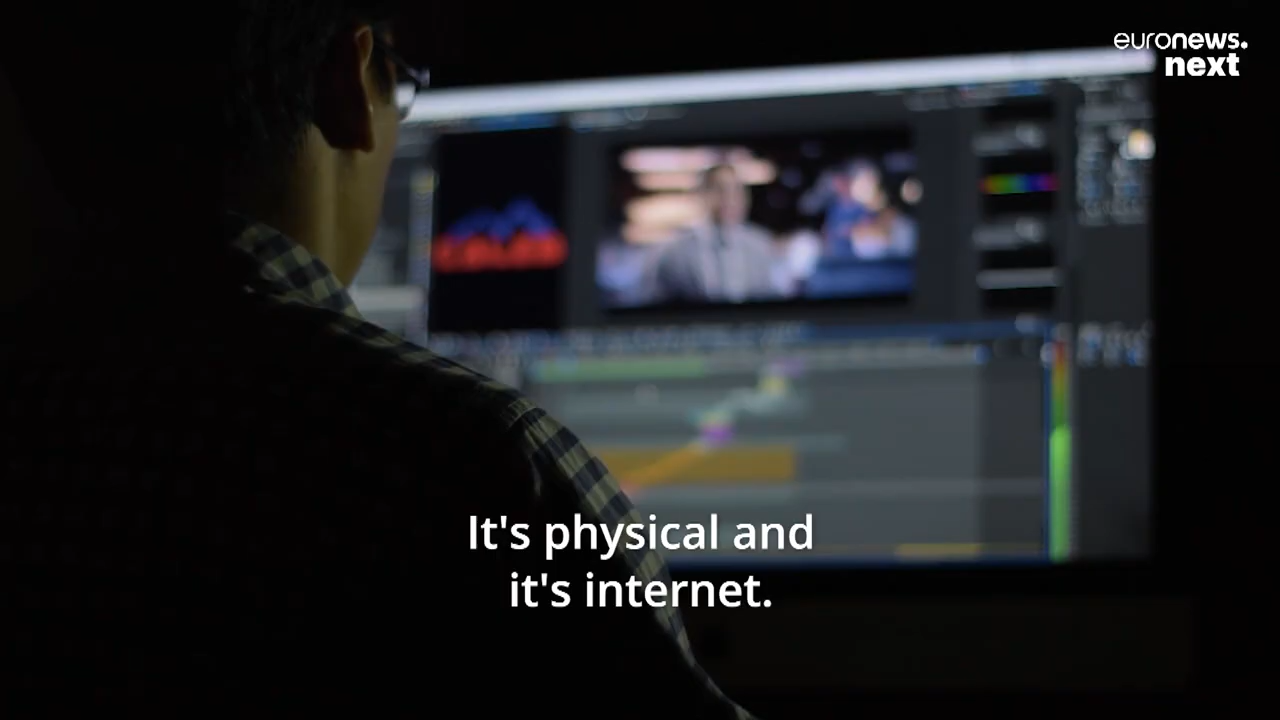 euronews.
next
It's physical and
it's internet.